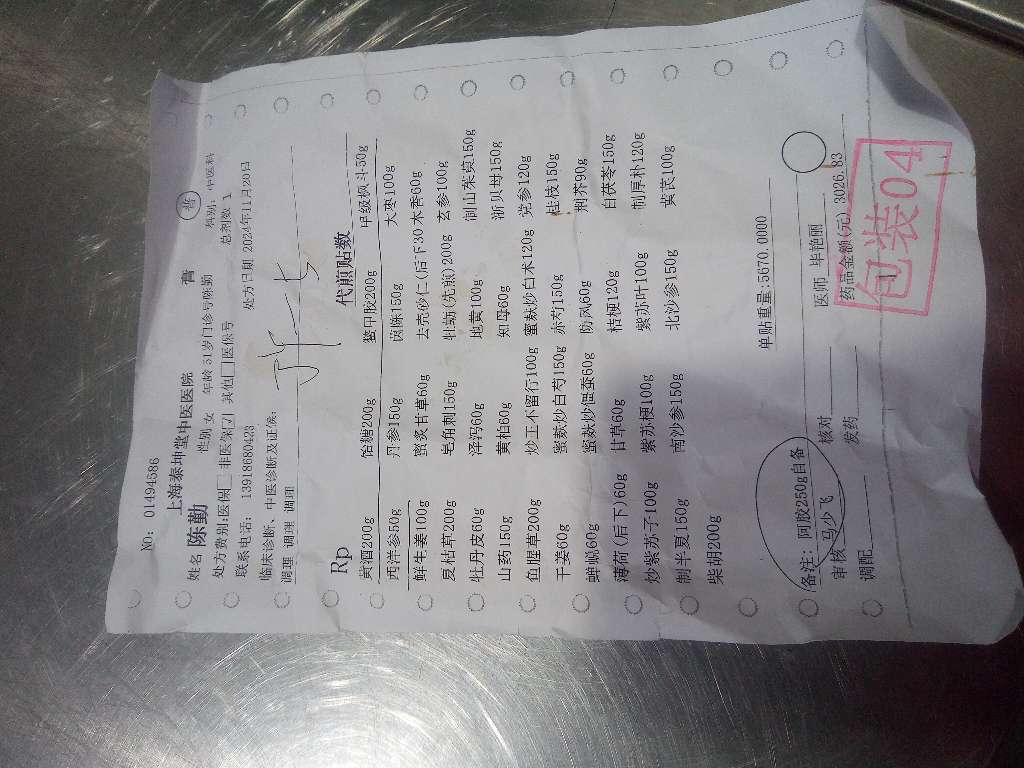 NO: 01494586
上海泰坤堂中医医院 膏
姓名 陈勤 性别 女 年龄 51岁 门诊号 陈勤 科别: 中医科
处方费别:医保□ 非医保☑ 其他□ 医保号 总剂数 1
联系电话: 13918680423 处方日期 2024年11月20日
临床诊断、中医诊断及证候:
调理 调理 调理
Rp 代煎贴数
黄酒200g 饴糖200g 鳖甲胶200g 甲级枫斗50g
西洋参50g 丹参150g 茵陈150g 大枣100g
鲜生姜100g 蜜炙甘草60g 去壳砂仁(后下30 木香60g
夏枯草200g 皂角刺150g 牡蛎(先煎)200g 玄参100g
牡丹皮60g 泽泻60g 地黄100g 制山茱萸150g
山药150g 黄柏60g 知母60g 浙贝母150g
鱼腥草200g 炒王不留行100g 蜜麸炒白术120g 党参120g
干姜60g 蜜麸炒白芍150g 赤芍150g 桂枝150g
蝉蜕60g 蜜麸炒僵蚕60g 防风60g 荆芥90g
薄荷(后下)60g 甘草60g 桔梗120g 白茯苓150g
炒紫苏子100g 紫苏梗100g 紫苏叶100g 制厚朴120g
制半夏150g 南沙参150g 北沙参150g 黄芪100g
柴胡200g
单贴重量:5670.0000
备注: 阿胶250g自备
审核 马少飞 核对 医师 毕艳丽
调配 发药 药品金额(元) 3026.83
包装04